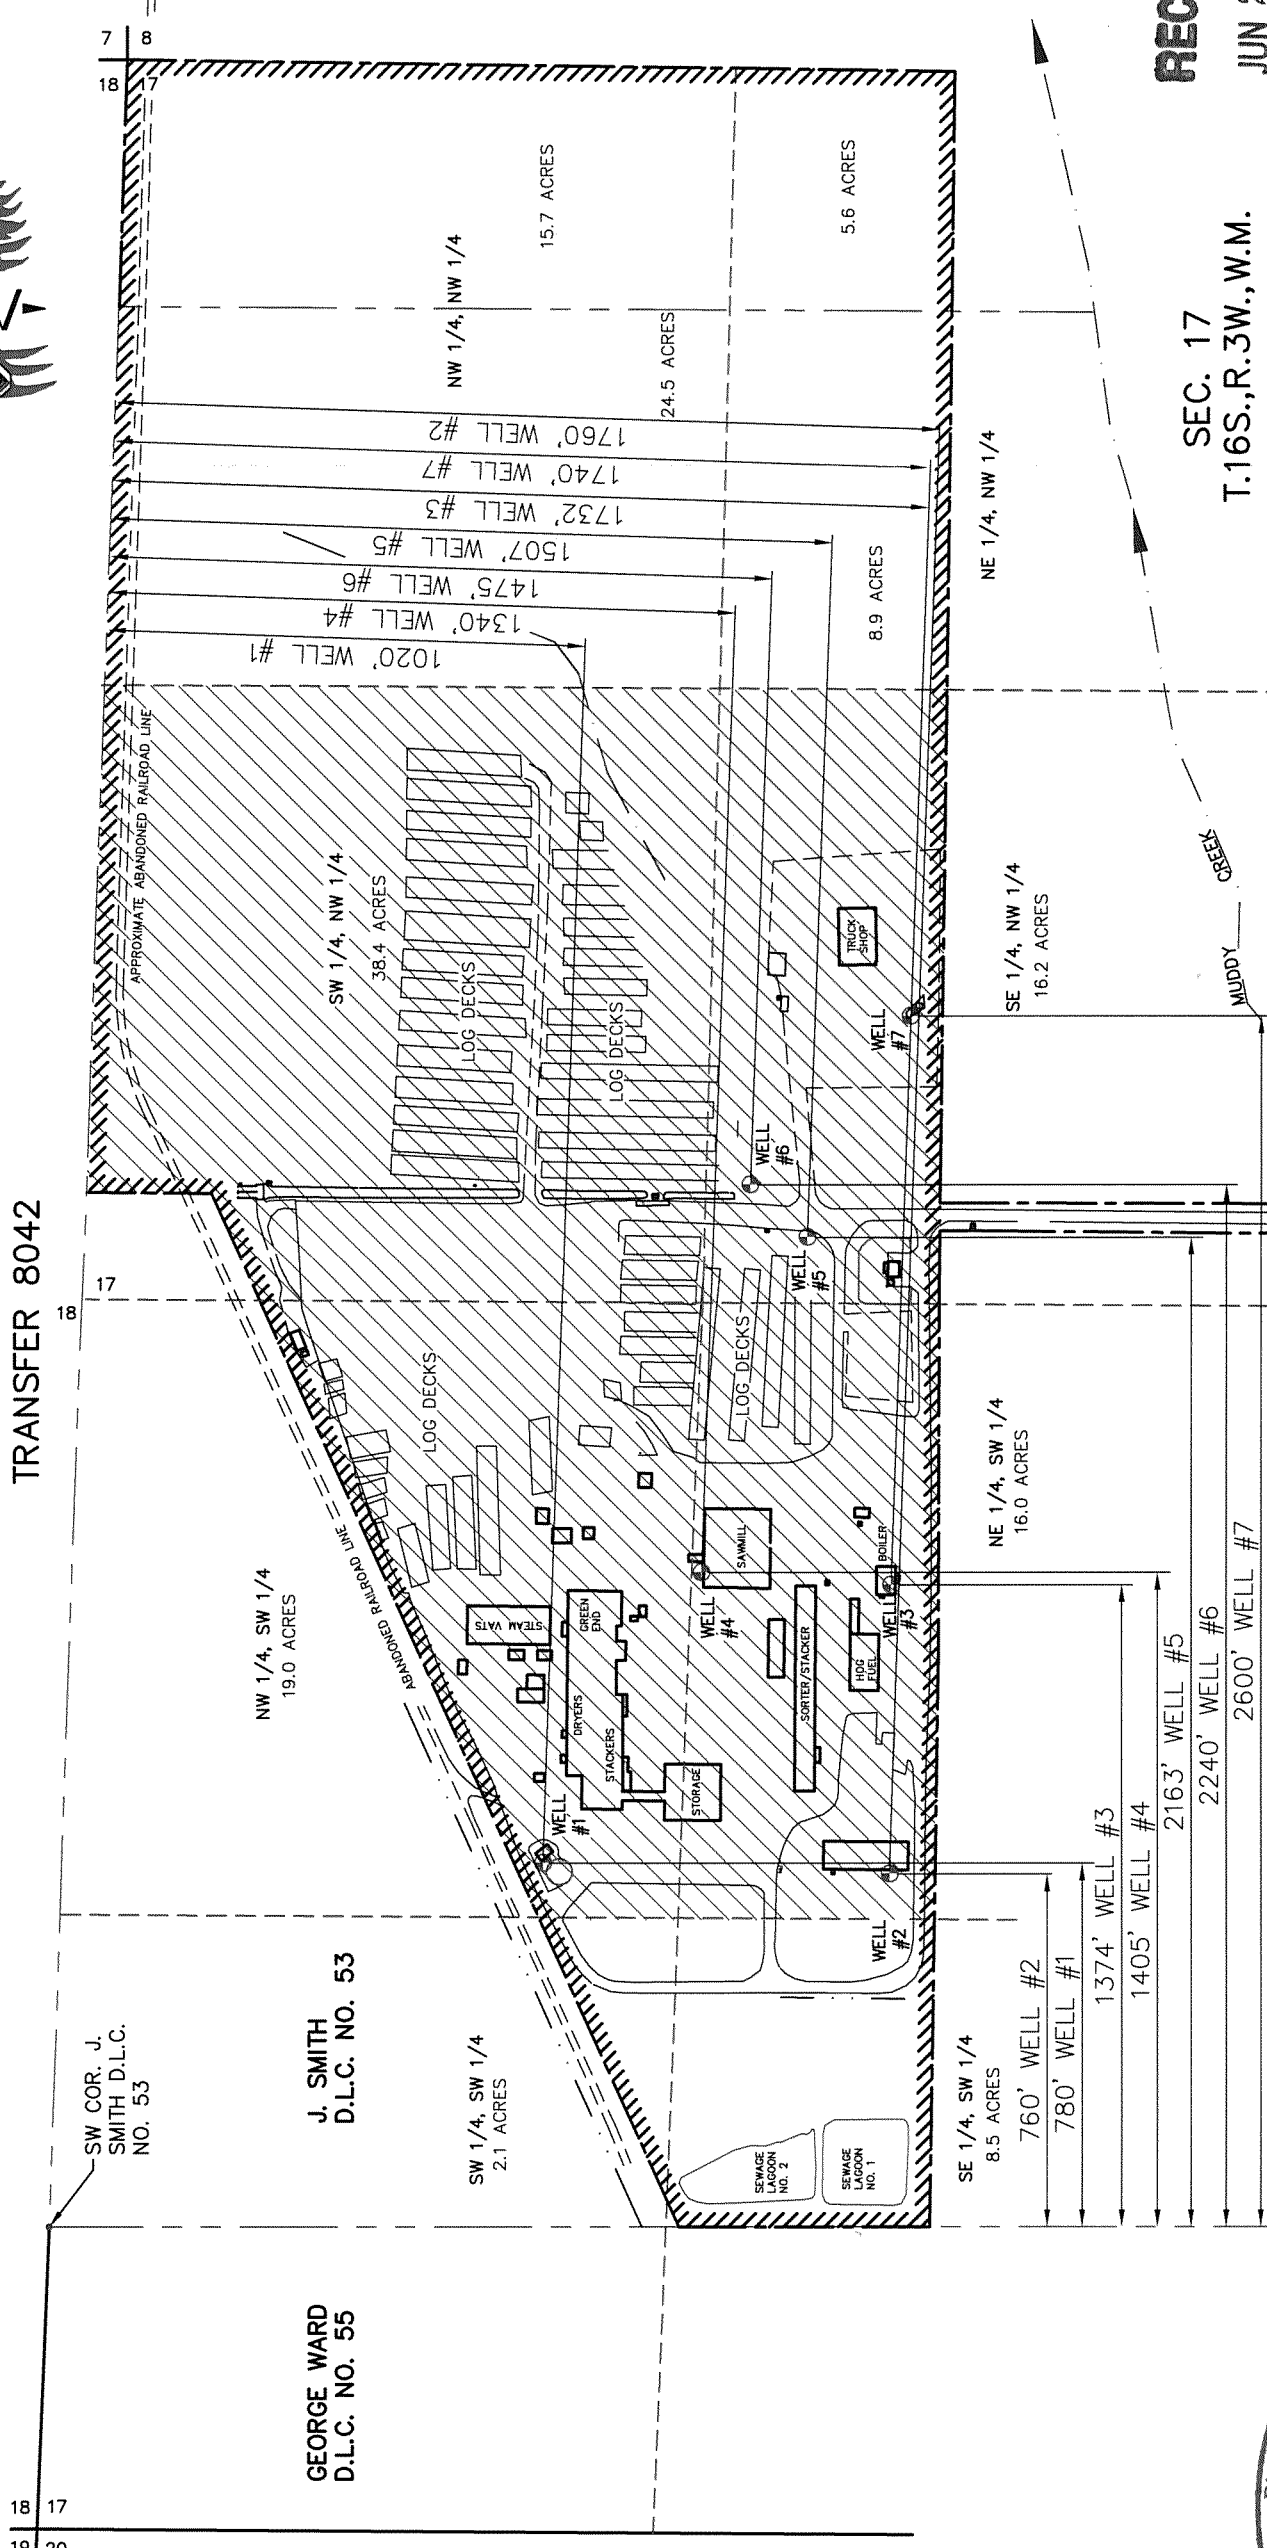 TRANSFER 8042
7
8
18
17
REC
JUN 2
15.7 ACRES
5.6 ACRES
NW 1/4, NW 1/4
24.5 ACRES
SEC. 17
T.16S.,R.3W.,W.M.
1760' WELL #2
1740' WELL #7
1732' WELL #3
1507' WELL #5
1475' WELL #6
1340' WELL #4
1020' WELL #1
8.9 ACRES
NE 1/4, NW 1/4
APPROXIMATE ABANDONED RAILROAD LINE
SW 1/4, NW 1/4
38.4 ACRES
LOG DECKS
LOG DECKS
TRUCK
SHOP
WELL
#7
SE 1/4, NW 1/4
16.2 ACRES
MUDDY CREEK
WELL
#6
WELL
#5
18
17
LOG DECKS
LOG DECKS
NE 1/4, SW 1/4
16.0 ACRES
NW 1/4, SW 1/4
19.0 ACRES
ABANDONED RAILROAD LINE
STEAM VATS
GREEN
END
DRYERS
STACKERS
STORAGE
SAWMILL
WELL
#4
SORTER/STACKER
BOILER
WELL
#3
HOG
FUEL
WELL
#1
WELL
#2
SW COR. J.
SMITH D.L.C.
NO. 53
J. SMITH
D.L.C. NO. 53
SW 1/4, SW 1/4
2.1 ACRES
SEWAGE
LAGOON
NO. 2
SEWAGE
LAGOON
NO. 1
SE 1/4, SW 1/4
8.5 ACRES
760' WELL #2
780' WELL #1
1374' WELL #3
1405' WELL #4
2163' WELL #5
2240' WELL #6
2600' WELL #7
GEORGE WARD
D.L.C. NO. 55
18
17
19
20